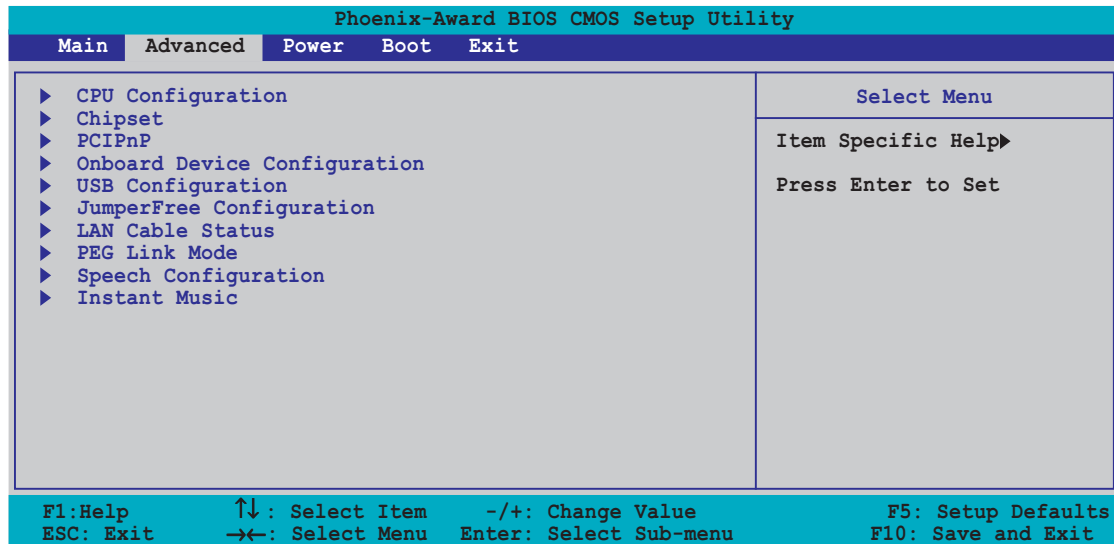 Phoenix-Award BIOS CMOS Setup Utility
Main Advanced Power Boot Exit
CPU Configuration
Chipset
PCIPnP
Onboard Device Configuration
USB Configuration
JumperFree Configuration
LAN Cable Status
PEG Link Mode
Speech Configuration
Instant Music
Select Menu
Item Specific Help
Press Enter to Set
F1:Help ↑↓: Select Item -/+: Change Value F5: Setup Defaults
ESC: Exit →←: Select Menu Enter: Select Sub-menu F10: Save and Exit